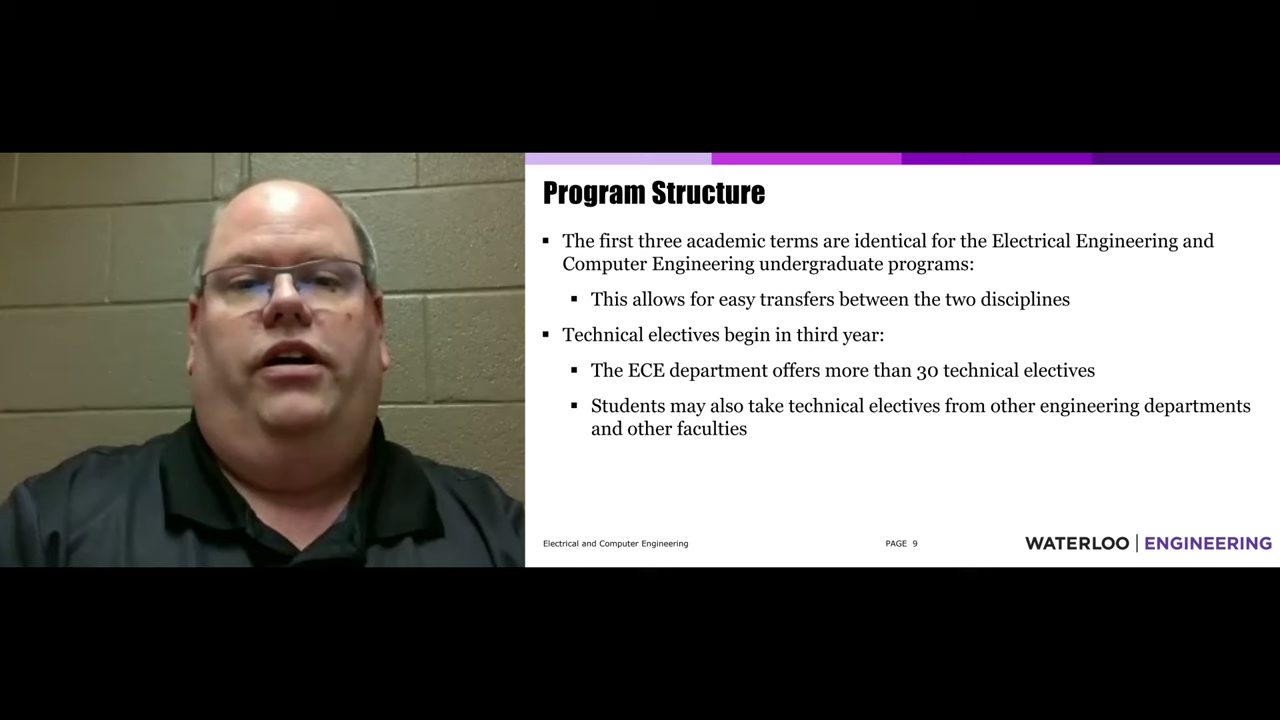 Program Structure
▪ The first three academic terms are identical for the Electrical Engineering and
Computer Engineering undergraduate programs:
▪ This allows for easy transfers between the two disciplines
▪ Technical electives begin in third year:
▪ The ECE department offers more than 30 technical electives
▪ Students may also take technical electives from other engineering departments
and other faculties
Electrical and Computer Engineering
PAGE 9
WATERLOO | ENGINEERING